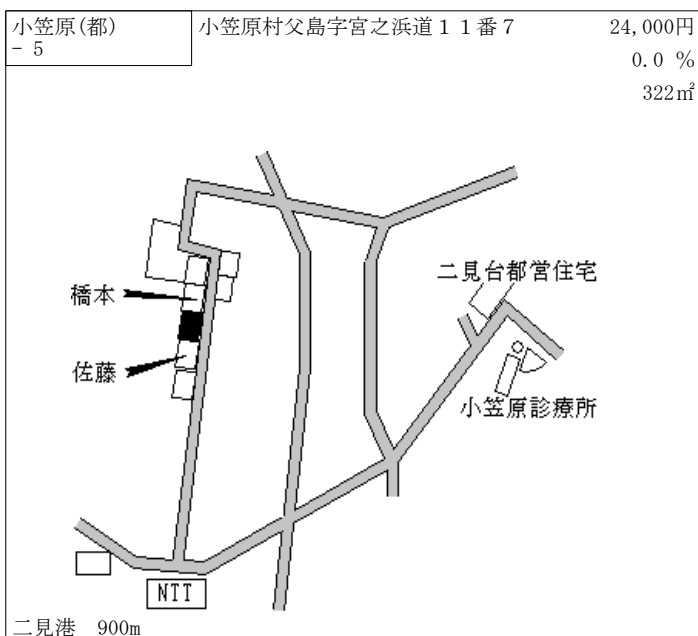 小笠原(都)
- 5
小笠原村父島字宮之浜道11番7
24,000円
0.0 %
322㎡
二見台都営住宅
橋本
佐藤
小笠原診療所
NTT
二見港 900m